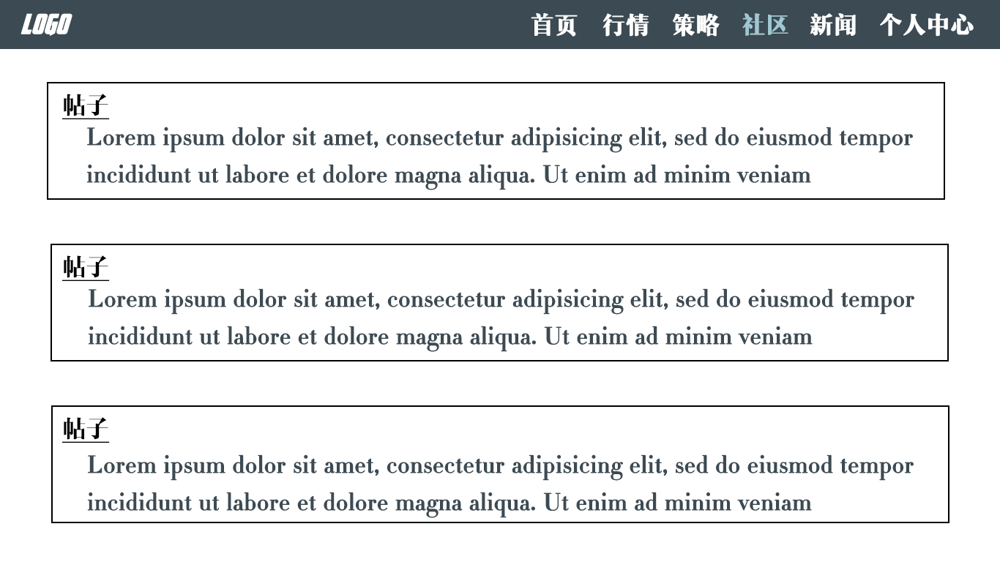 LOGO 首页 行情 策略 社区 新闻 个人中心
帖子
Lorem ipsum dolor sit amet, consectetur adipisicing elit, sed do eiusmod tempor
incididunt ut labore et dolore magna aliqua. Ut enim ad minim veniam
帖子
Lorem ipsum dolor sit amet, consectetur adipisicing elit, sed do eiusmod tempor
incididunt ut labore et dolore magna aliqua. Ut enim ad minim veniam
帖子
Lorem ipsum dolor sit amet, consectetur adipisicing elit, sed do eiusmod tempor
incididunt ut labore et dolore magna aliqua. Ut enim ad minim veniam